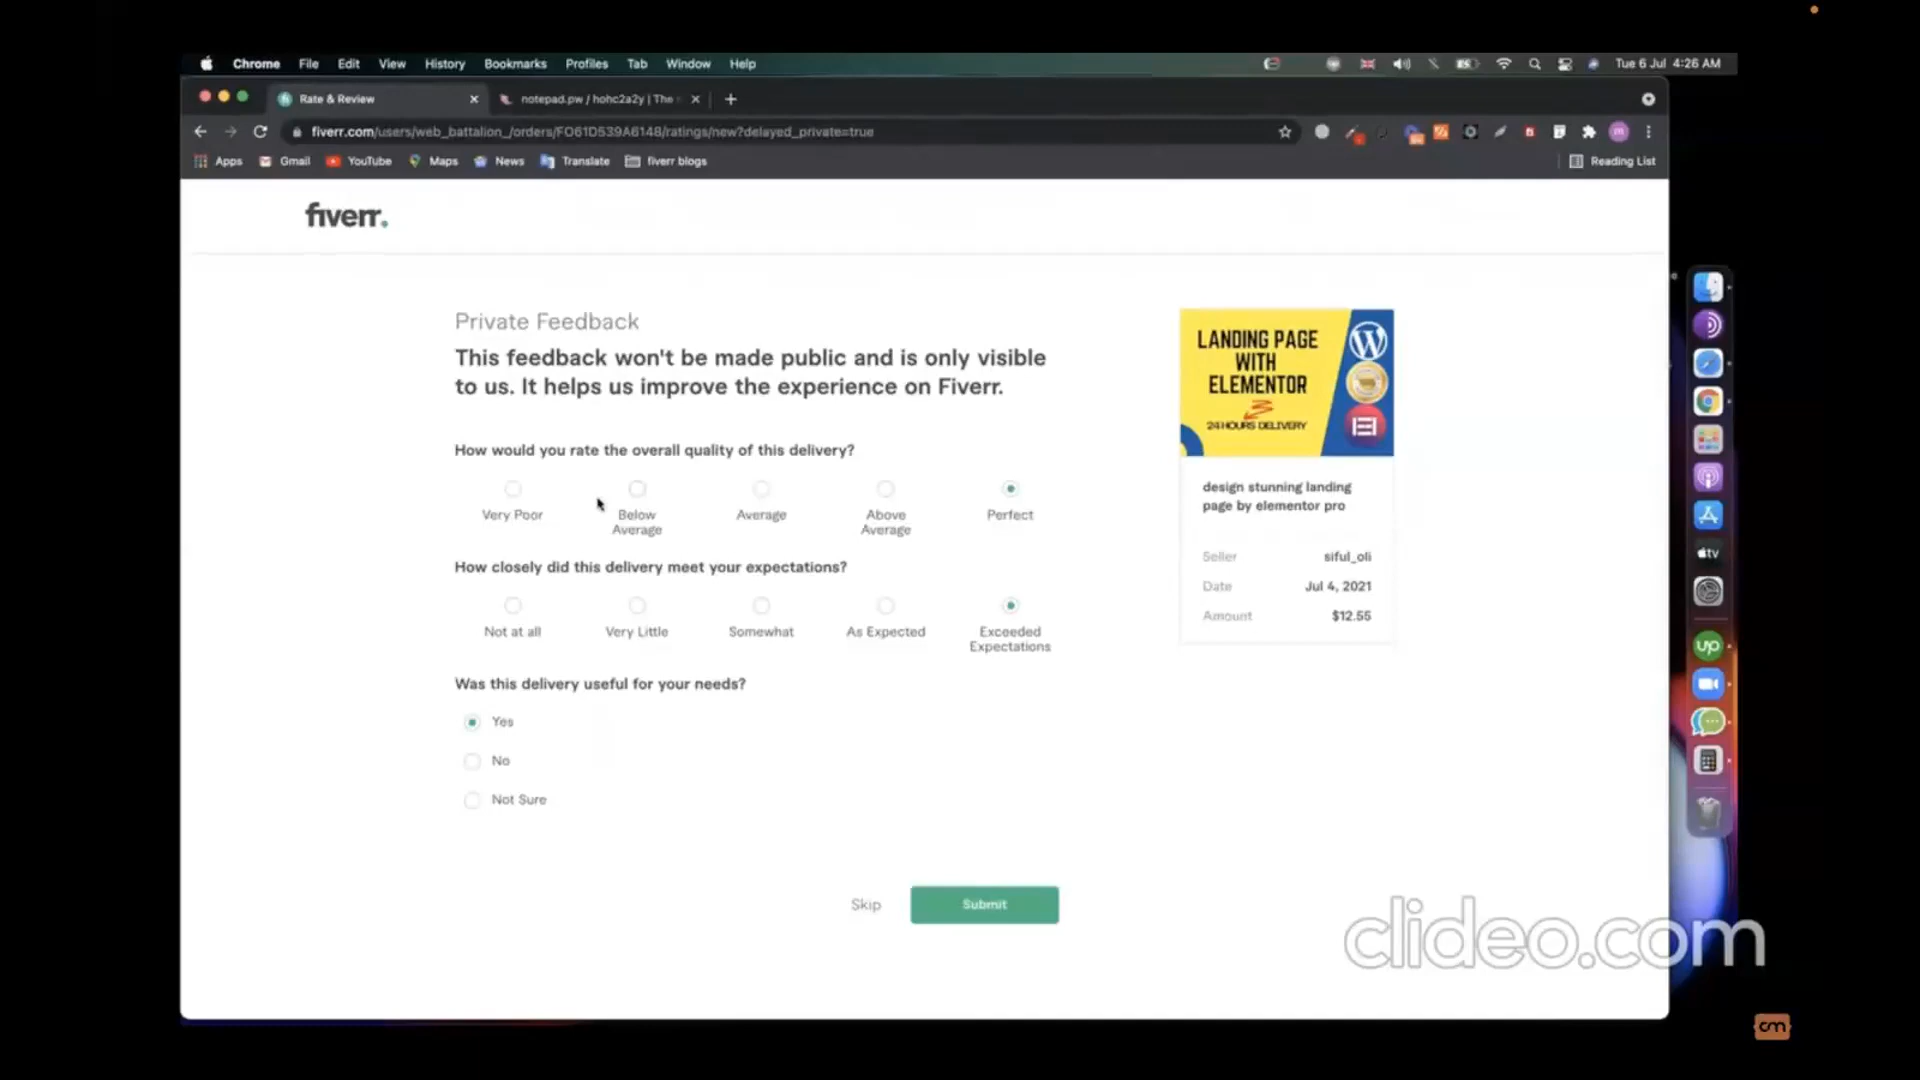 Chrome File Edit View History Bookmarks Profiles Tab Window Help Tue 6 Jul 4:26 AM
Rate & Review notepad.pw / hohc2a2y | The
fiverr.com/users/web_battalion_/orders/FO61D539A6148/ratings/new?delayed_private=true
Apps Gmail YouTube Maps News Translate fiverr blogs Reading List
fiverr.
Private Feedback
This feedback won't be made public and is only visible
to us. It helps us improve the experience on Fiverr.
How would you rate the overall quality of this delivery?
Very Poor
Below
Average
Average
Above
Average
Perfect
How closely did this delivery meet your expectations?
Not at all
Very Little
Somewhat
As Expected
Exceeded
Expectations
Was this delivery useful for your needs?
Yes
No
Not Sure
Skip
Submit
LANDING PAGE
WITH
ELEMENTOR
24 HOURS DELIVERY
design stunning landing
page by elementor pro
Seller siful_oli
Date Jul 4, 2021
Amount $12.55
tv
up
clideo.com
cm